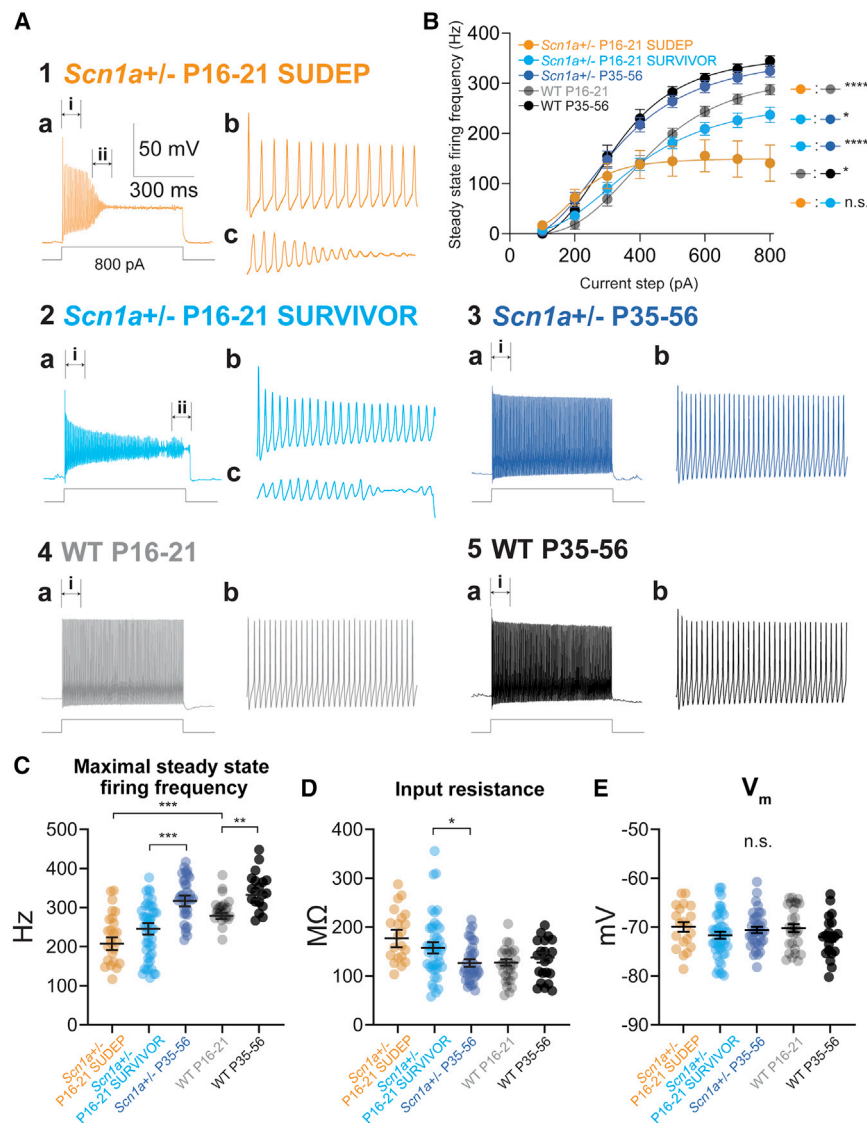 A
1 Scn1a+/- P16-21 SUDEP
a
i
ii
50 mV
300 ms
800 pA
b
c
B
Steady state firing frequency (Hz)
400
300
200
100
0
Scn1a+/- P16-21 SUDEP
Scn1a+/- P16-21 SURVIVOR
Scn1a+/- P35-56
WT P16-21
WT P35-56
: ****
: *
: ****
: *
: n.s.
0 200 400 600 800
Current step (pA)
2 Scn1a+/- P16-21 SURVIVOR
a
i
ii
b
c
3 Scn1a+/- P35-56
a
i
b
4 WT P16-21
a
i
b
5 WT P35-56
a
i
b
C
Maximal steady state
firing frequency
Hz
500
400
300
200
100
0
***
***
**
Scn1a+/-
P16-21 SUDEP
Scn1a+/-
P16-21 SURVIVOR
Scn1a+/- P35-56
WT P16-21
WT P35-56
D
Input resistance
MΩ
400
300
200
100
0
*
Scn1a+/-
P16-21 SUDEP
Scn1a+/-
P16-21 SURVIVOR
Scn1a+/- P35-56
WT P16-21
WT P35-56
E
Vm
mV
-50
-60
-70
-80
-90
n.s.
Scn1a+/-
P16-21 SUDEP
Scn1a+/-
P16-21 SURVIVOR
Scn1a+/- P35-56
WT P16-21
WT P35-56